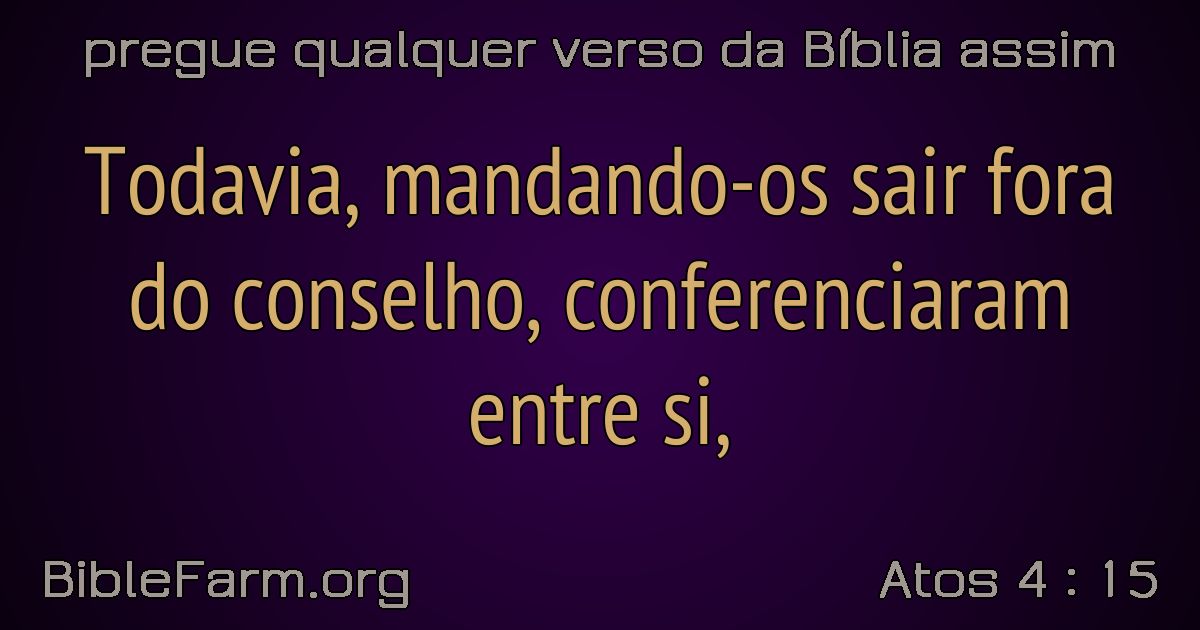 pregue qualquer verso da Bíblia assim
Todavia, mandando-os sair fora
do conselho, conferenciaram
entre si,
BibleFarm.org
Atos 4 : 15